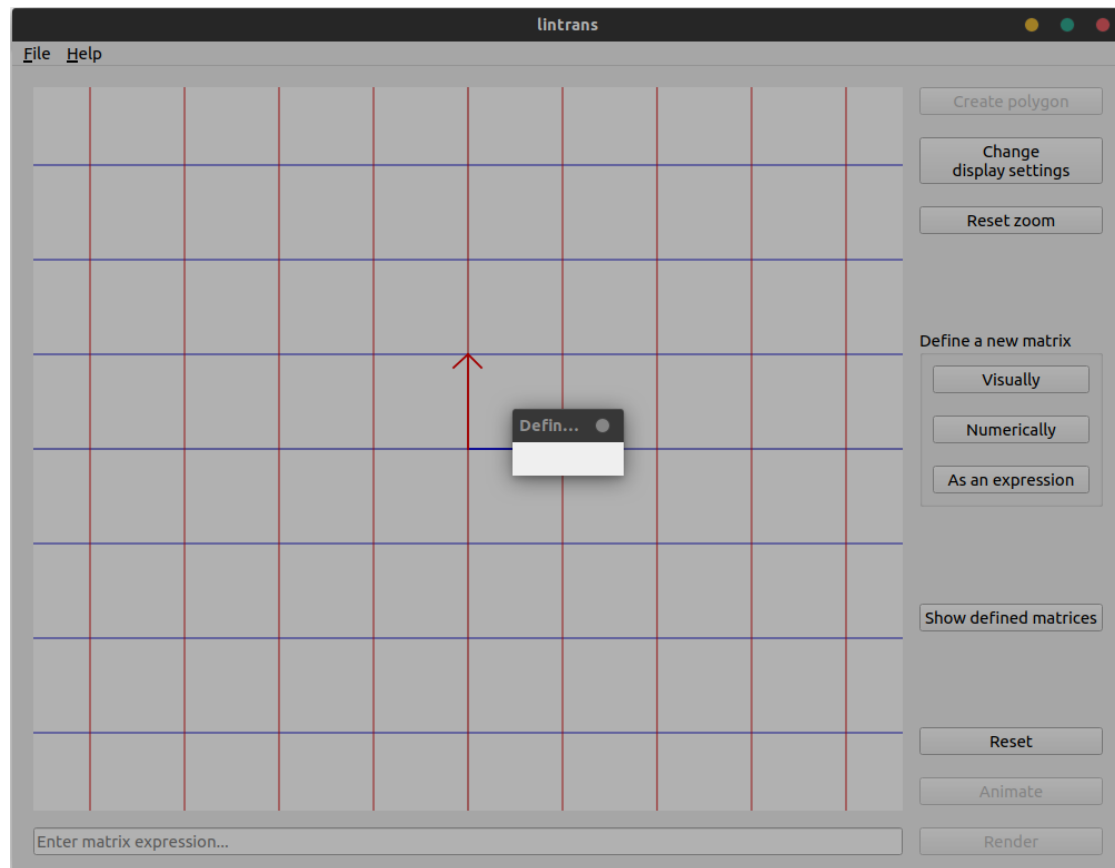 lintrans
File Help
Create polygon
Change
display settings
Reset zoom
Define a new matrix
Visually
Defin...
Numerically
As an expression
Show defined matrices
Reset
Animate
Enter matrix expression...
Render